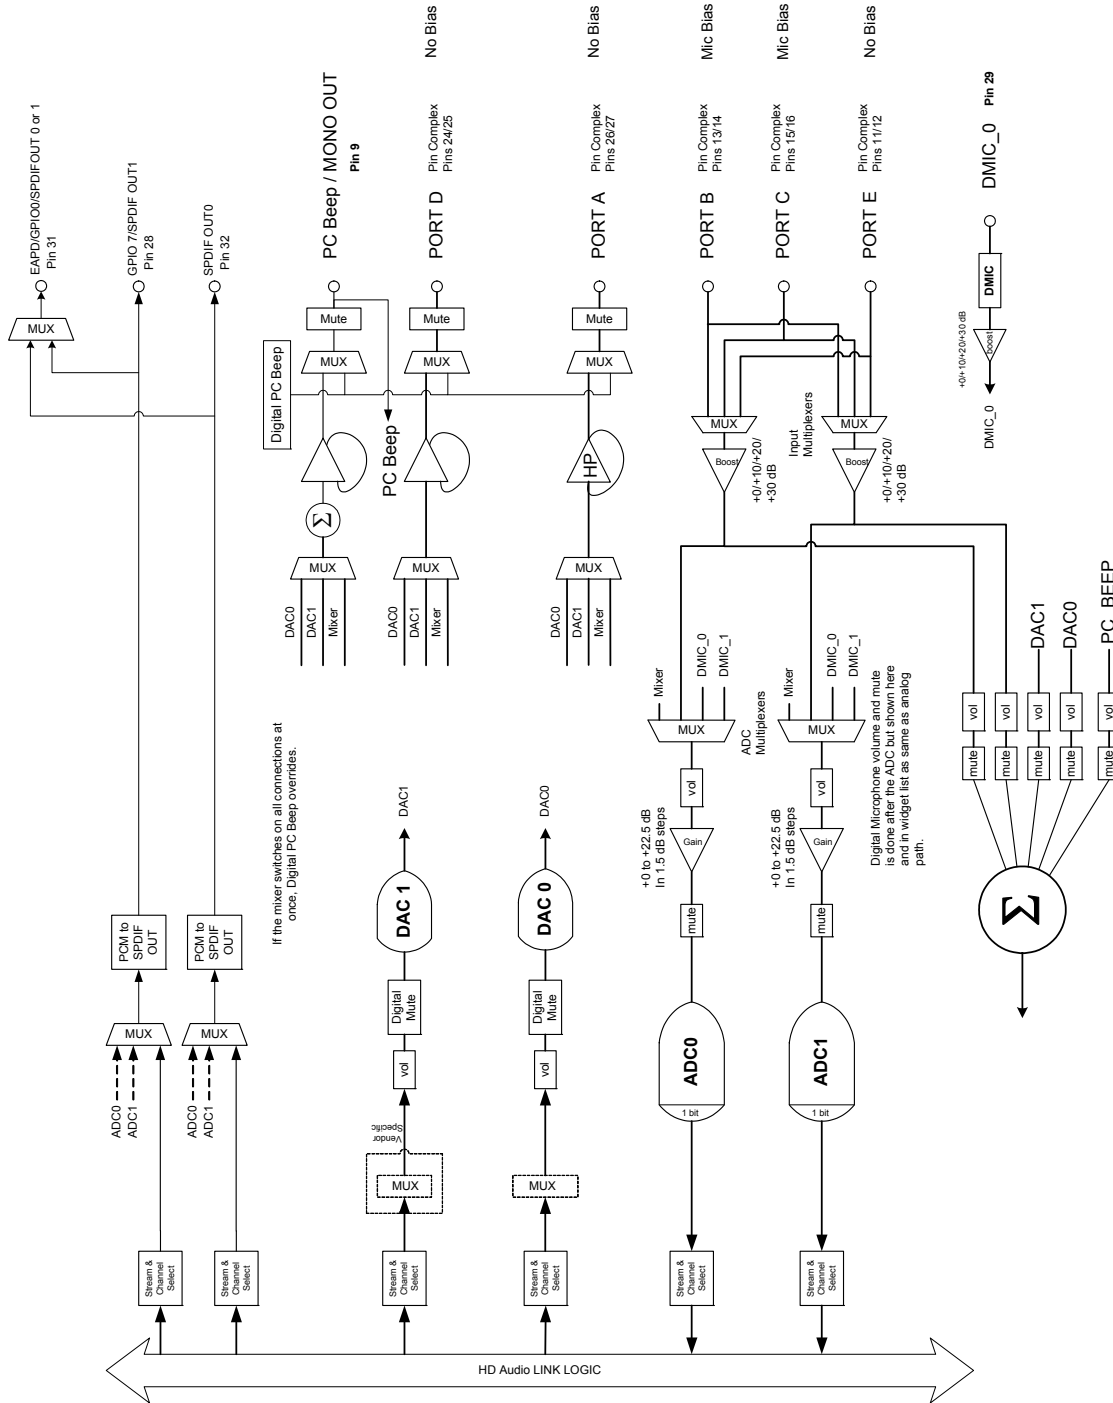 No Bias
No Bias
Mic Bias
Mic Bias
No Bias
EAPD/GPIO0/SPDIFOUT 0 or 1
Pin 31
GPIO 7/SPDIF OUT1
Pin 28
SPDIF OUT0
Pin 32
PC Beep / MONO OUT
Pin 9
PORT D
Pin Complex
Pins 24/25
PORT A
Pin Complex
Pins 26/27
PORT B
Pin Complex
Pins 13/14
PORT C
Pin Complex
Pins 15/16
PORT E
Pin Complex
Pins 11/12
DMIC_0
Pin 29
MUX
Mute
Mute
Mute
DMIC
MUX
MUX
MUX
Digital PC Beep
PC Beep
boost
+0/+10/+20/+30 dB
DMIC_0
MUX
MUX
Input
Multiplexers
HP
Boost
+0/+10/+20/
+30 dB
Boost
+0/+10/+20/
+30 dB
Σ
MUX
MUX
MUX
DAC0
DAC1
Mixer
DAC0
DAC1
Mixer
DAC0
DAC1
Mixer
Mixer
DMIC_0
DMIC_1
Mixer
DMIC_0
DMIC_1
DAC1
DAC0
PC_BEEP
MUX
MUX
ADC
Multiplexers
vol
vol
vol
vol
vol
mute
mute
mute
mute
mute
If the mixer switches on all connections at
once, Digital PC Beep overrides.
DAC1
DAC0
vol
vol
+0 to +22.5 dB
In 1.5 dB steps
Gain
+0 to +22.5 dB
In 1.5 dB steps
Gain
Digital Microphone volume and mute
is done after the ADC but shown here
and in widget list as same as analog
path.
PCM to
SPDIF
OUT
PCM to
SPDIF
OUT
DAC 1
DAC 0
mute
mute
Σ
MUX
MUX
Digital
Mute
Digital
Mute
ADC0
ADC1
ADC0
ADC1
vol
vol
ADC0
1 bit
ADC1
1 bit
Vendor
Specific
MUX
MUX
Stream &
Channel
Select
Stream &
Channel
Select
Stream &
Channel
Select
Stream &
Channel
Select
Stream &
Channel
Select
Stream &
Channel
Select
HD Audio LINK LOGIC